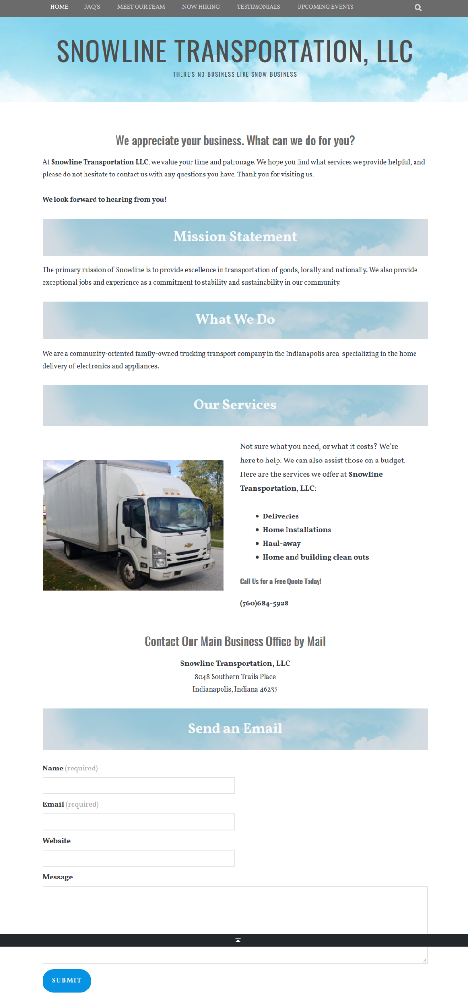 HOME FAQ'S MEET OUR TEAM NOW HIRING TESTIMONIALS UPCOMING EVENTS
SNOWLINE TRANSPORTATION, LLC
THERE'S NO BUSINESS LIKE SNOW BUSINESS
We appreciate your business. What can we do for you?
At Snowline Transportation LLC, we value your time and patronage. We hope you find what services we provide helpful, and
please do not hesitate to contact us with any questions you have. Thank you for visiting us.
We look forward to hearing from you!
Mission Statement
The primary mission of Snowline is to provide excellence in transportation of goods, locally and nationally. We also provide
exceptional jobs and experience as a commitment to stability and sustainability in our community.
What We Do
We are a community-oriented family-owned trucking transport company in the Indianapolis area, specializing in the home
delivery of electronics and appliances.
Our Services
Not sure what you need, or what it costs? We're
here to help. We can also assist those on a budget.
Here are the services we offer at Snowline
Transportation, LLC:
• Deliveries
• Home Installations
• Haul-away
• Home and building clean outs
Call Us for a Free Quote Today!
(760)684-5928
Contact Our Main Business Office by Mail
Snowline Transportation, LLC
8048 Southern Trails Place
Indianapolis, Indiana 46237
Send an Email
Name (required)
Email (required)
Website
Message
SUBMIT